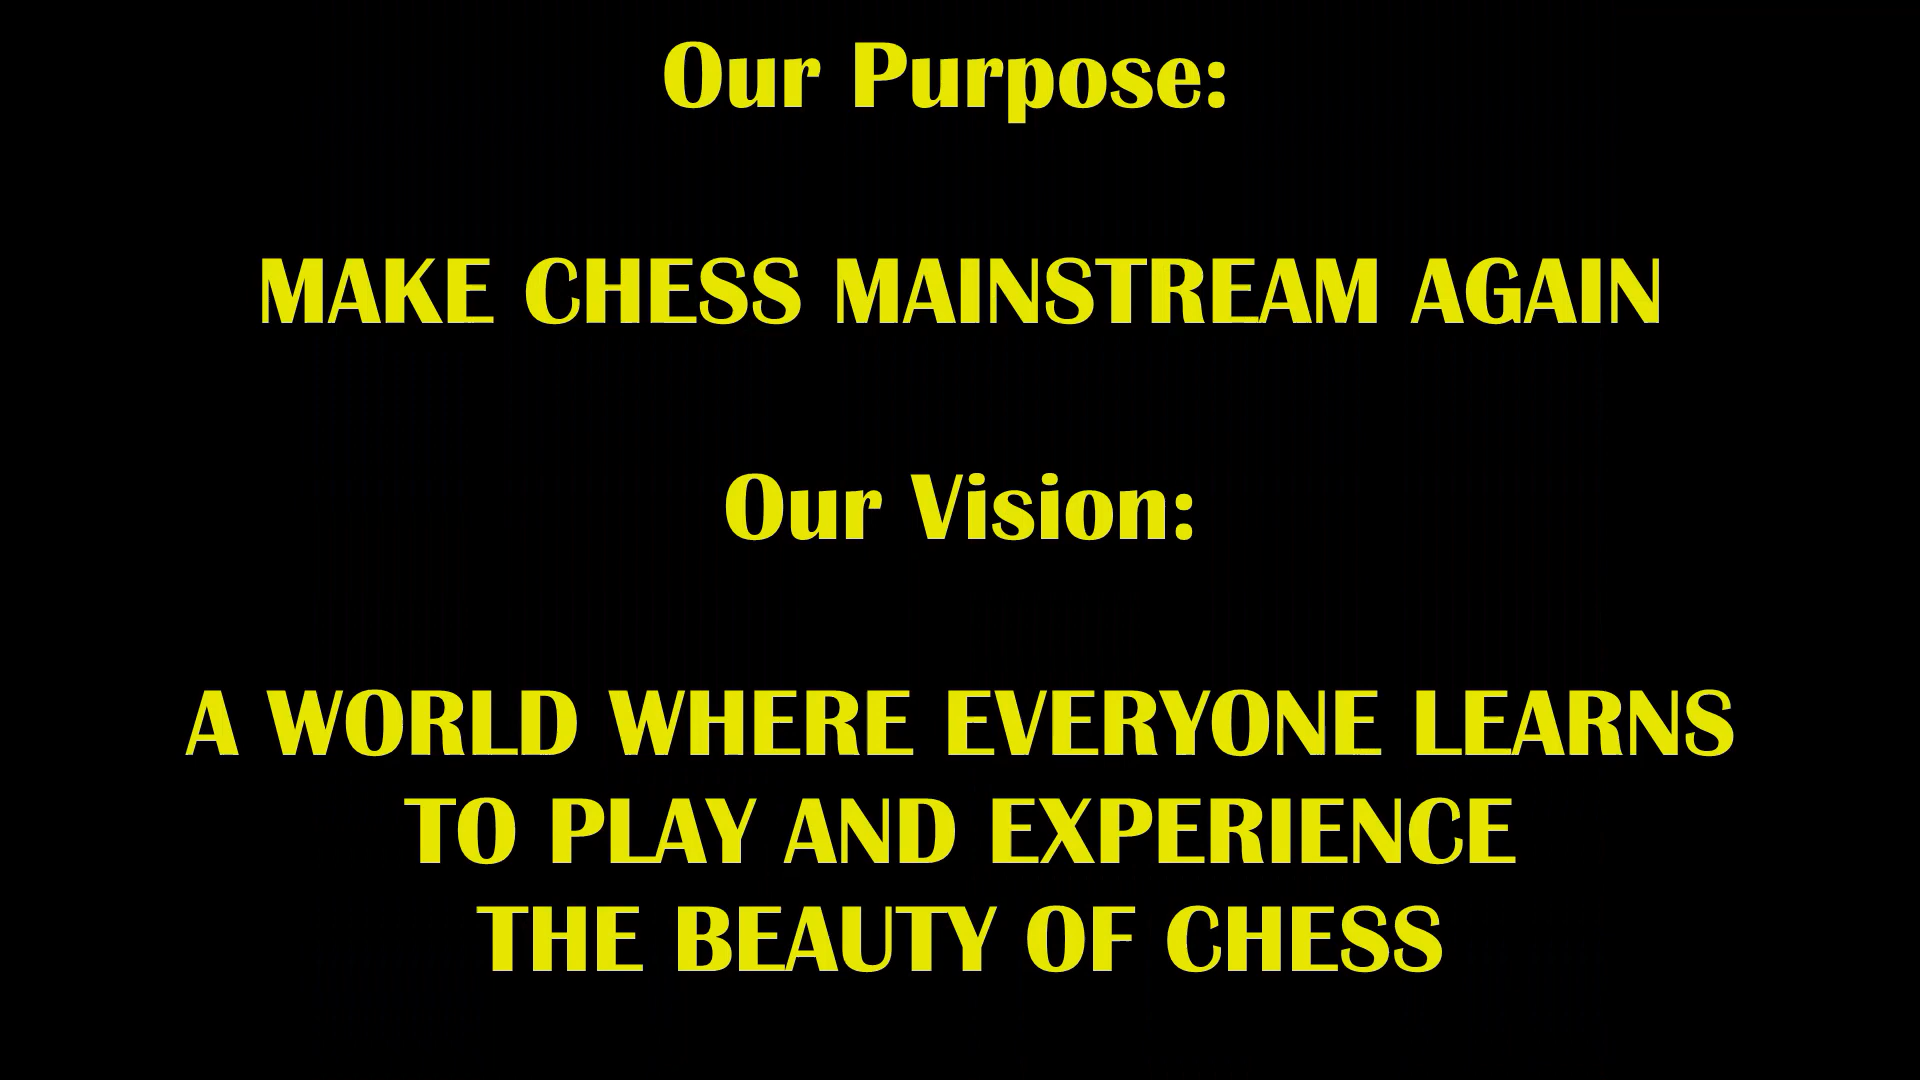 Our Purpose:
MAKE CHESS MAINSTREAM AGAIN
Our Vision:
A WORLD WHERE EVERYONE LEARNS
TO PLAY AND EXPERIENCE
THE BEAUTY OF CHESS